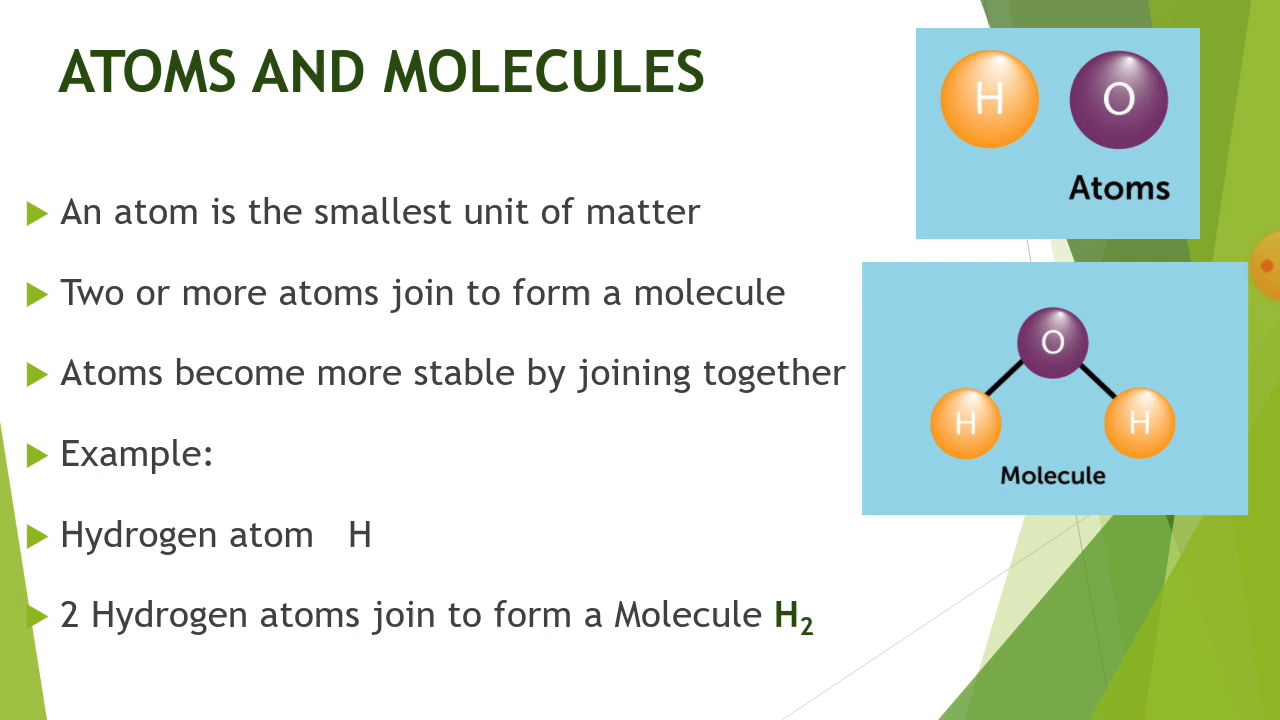 ATOMS AND MOLECULES
An atom is the smallest unit of matter
Two or more atoms join to form a molecule
Atoms become more stable by joining together
Example:
Hydrogen atom H
2 Hydrogen atoms join to form a Molecule H₂
H O
Atoms
O
H H
Molecule